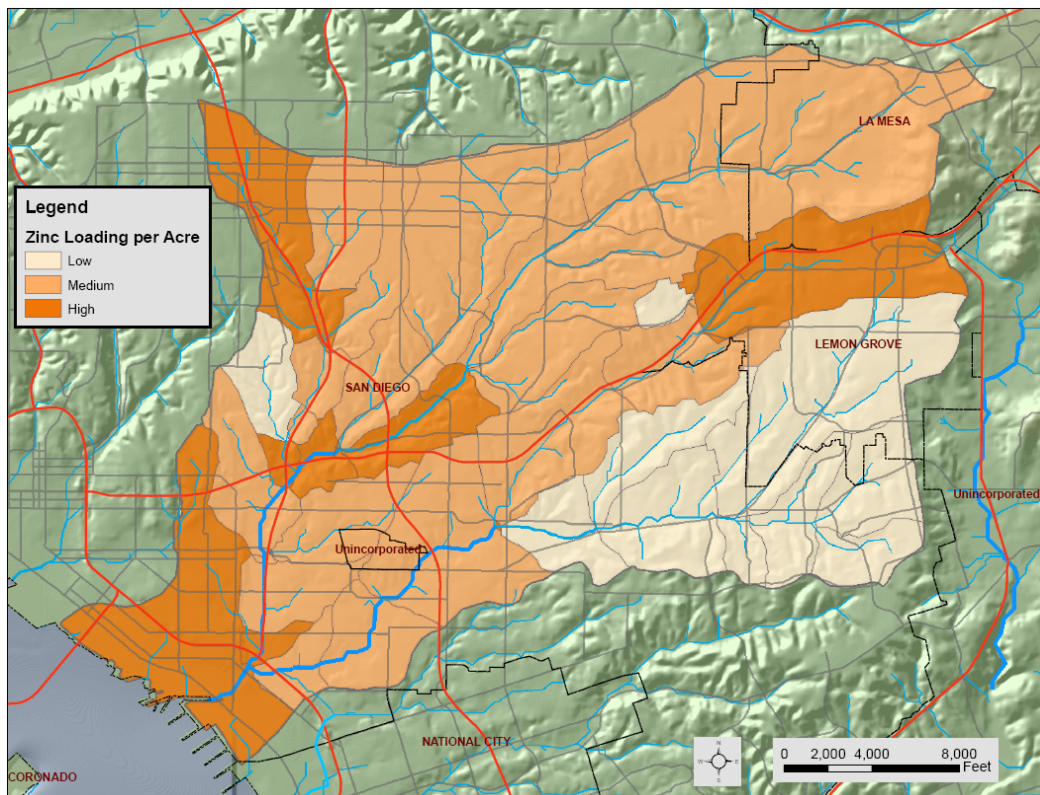 LA MESA
Legend
Zinc Loading per Acre
Low
Medium
High
LEMON GROVE
SAN DIEGO
Unincorporated
Unincorporated
NATIONAL CITY
CORONADO
N
W E
S
0 2,000 4,000 8,000
Feet